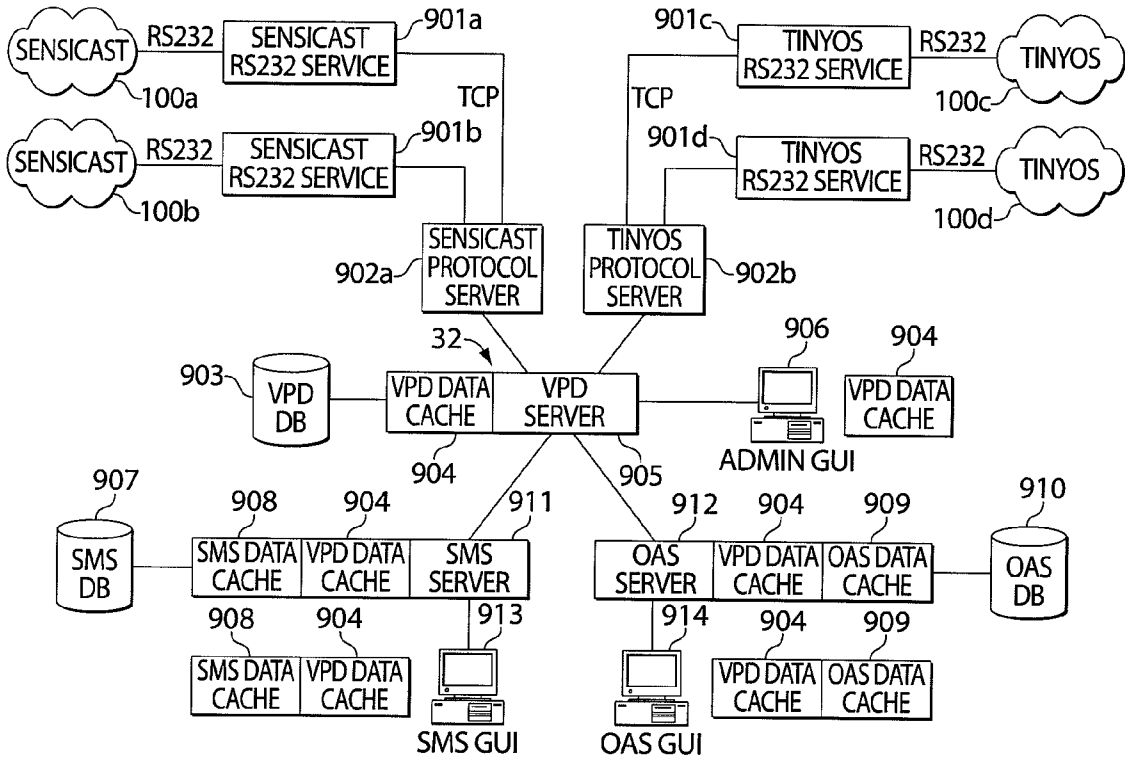 901a
901c
SENSICAST
RS232
SENSICAST
RS232 SERVICE
TINYOS
RS232 SERVICE
RS232
TINYOS
100a
TCP
TCP
100c
901b
901d
SENSICAST
RS232
SENSICAST
RS232 SERVICE
TINYOS
RS232 SERVICE
RS232
TINYOS
100b
100d
SENSICAST
PROTOCOL
SERVER
902a
TINYOS
PROTOCOL
SERVER
902b
32
906
904
903
VPD
DB
VPD DATA
CACHE
VPD
SERVER
VPD DATA
CACHE
904
905
ADMIN GUI
907
908
904
911
912
904
909
910
SMS
DB
SMS DATA
CACHE
VPD DATA
CACHE
SMS
SERVER
OAS
SERVER
VPD DATA
CACHE
OAS DATA
CACHE
OAS
DB
908
904
913
914
904
909
SMS DATA
CACHE
VPD DATA
CACHE
VPD DATA
CACHE
OAS DATA
CACHE
SMS GUI
OAS GUI